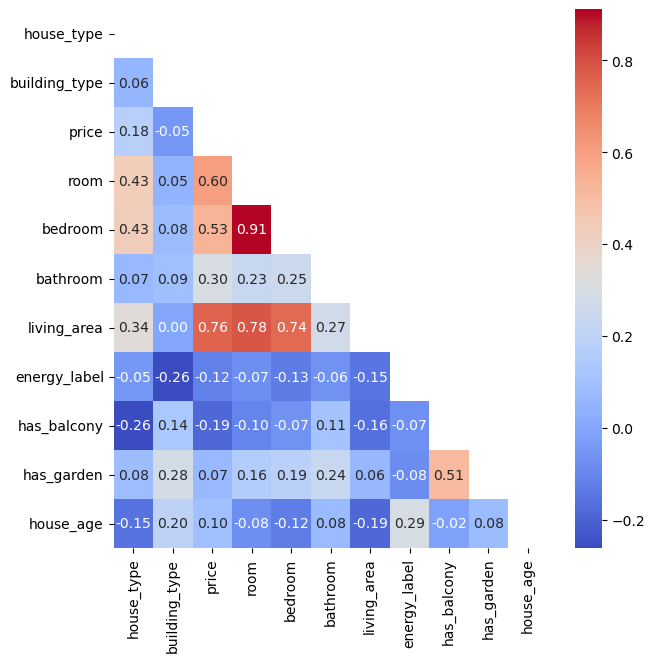 house_type
building_type 0.06
price 0.18 -0.05
room 0.43 0.05 0.60
bedroom 0.43 0.08 0.53 0.91
bathroom 0.07 0.09 0.30 0.23 0.25
living_area 0.34 0.00 0.76 0.78 0.74 0.27
energy_label -0.05 -0.26 -0.12 -0.07 -0.13 -0.06 -0.15
has_balcony -0.26 0.14 -0.19 -0.10 -0.07 0.11 -0.16 -0.07
has_garden 0.08 0.28 0.07 0.16 0.19 0.24 0.06 -0.08 0.51
house_age -0.15 0.20 0.10 -0.08 -0.12 0.08 -0.19 0.29 -0.02 0.08
house_type building_type price room bedroom bathroom living_area energy_label has_balcony has_garden house_age
0.8
0.6
0.4
0.2
0.0
-0.2